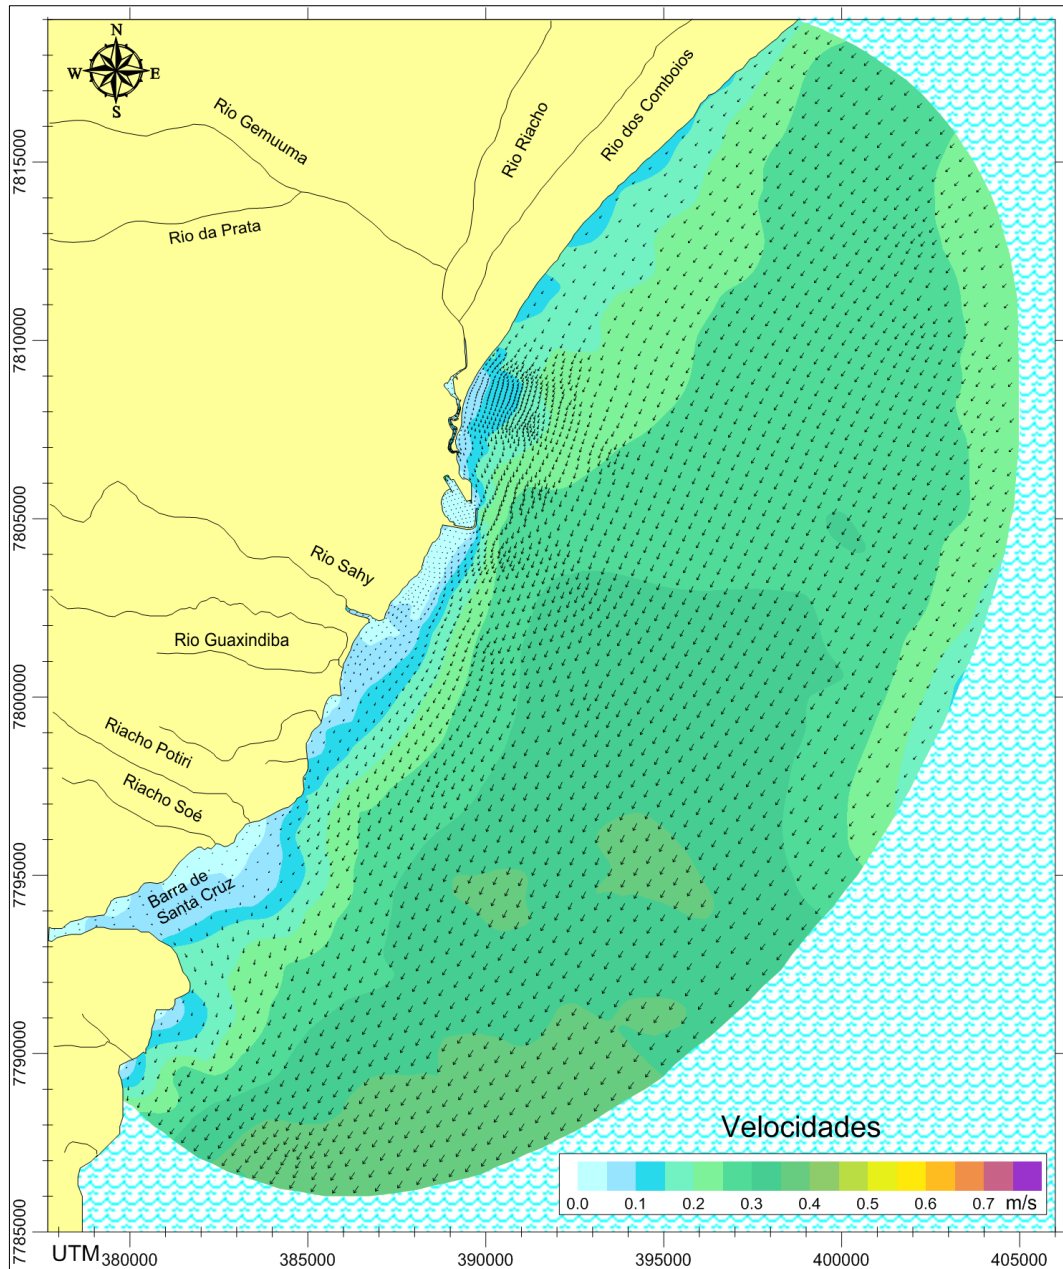 N
W E
S
Rio Gemuuma
Rio Riacho
Rio dos Comboios
Rio da Prata
Rio Sahy
Rio Guaxindiba
Riacho Potiri
Riacho Soé
Barra de
Santa Cruz
7815000
7810000
7805000
7800000
7795000
7790000
7785000
Velocidades
0.0 0.1 0.2 0.3 0.4 0.5 0.6 0.7 m/s
UTM 380000 385000 390000 395000 400000 405000